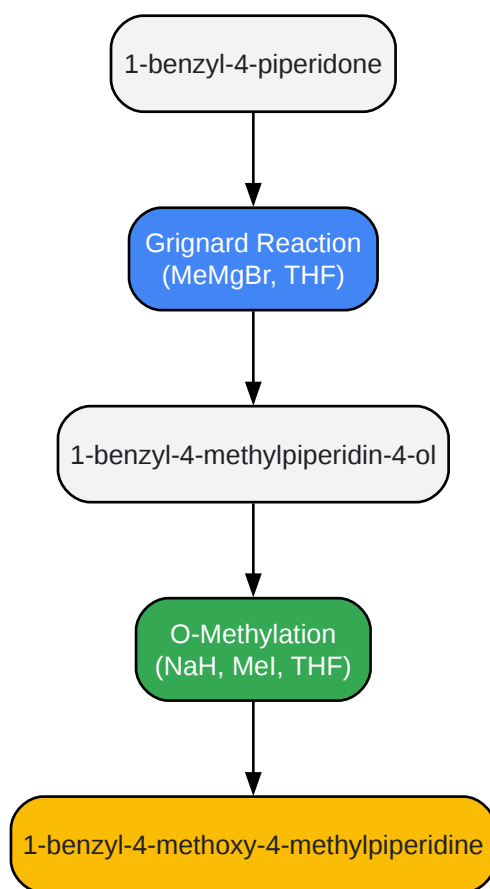 1-benzyl-4-piperidone
Grignard Reaction
(MeMgBr, THF)
1-benzyl-4-methylpiperidin-4-ol
O-Methylation
(NaH, MeI, THF)
1-benzyl-4-methoxy-4-methylpiperidine